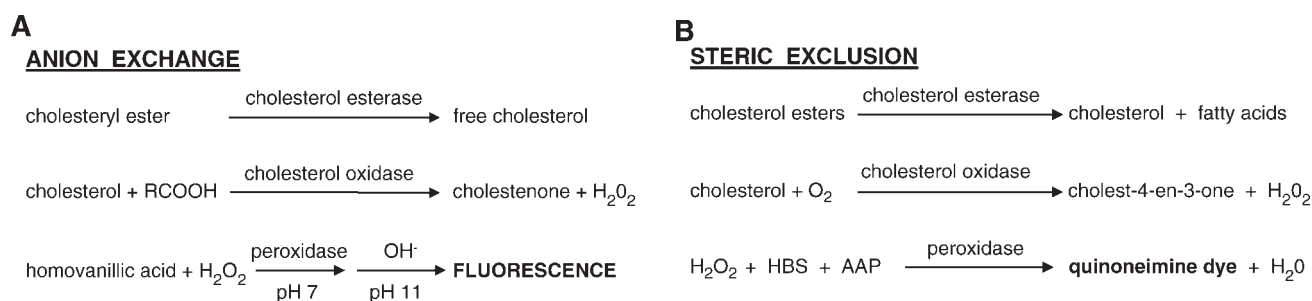 A
ANION EXCHANGE
cholesteryl ester cholesterol esterase free cholesterol
cholesterol + RCOOH cholesterol oxidase cholestenone + H202
homovanillic acid + H2O2 peroxidase pH 7 OH- pH 11 FLUORESCENCE
B
STERIC EXCLUSION
cholesterol esters cholesterol esterase cholesterol + fatty acids
cholesterol + O2 cholesterol oxidase cholest-4-en-3-one + H202
H2O2 + HBS + AAP peroxidase quinoneimine dye + H20